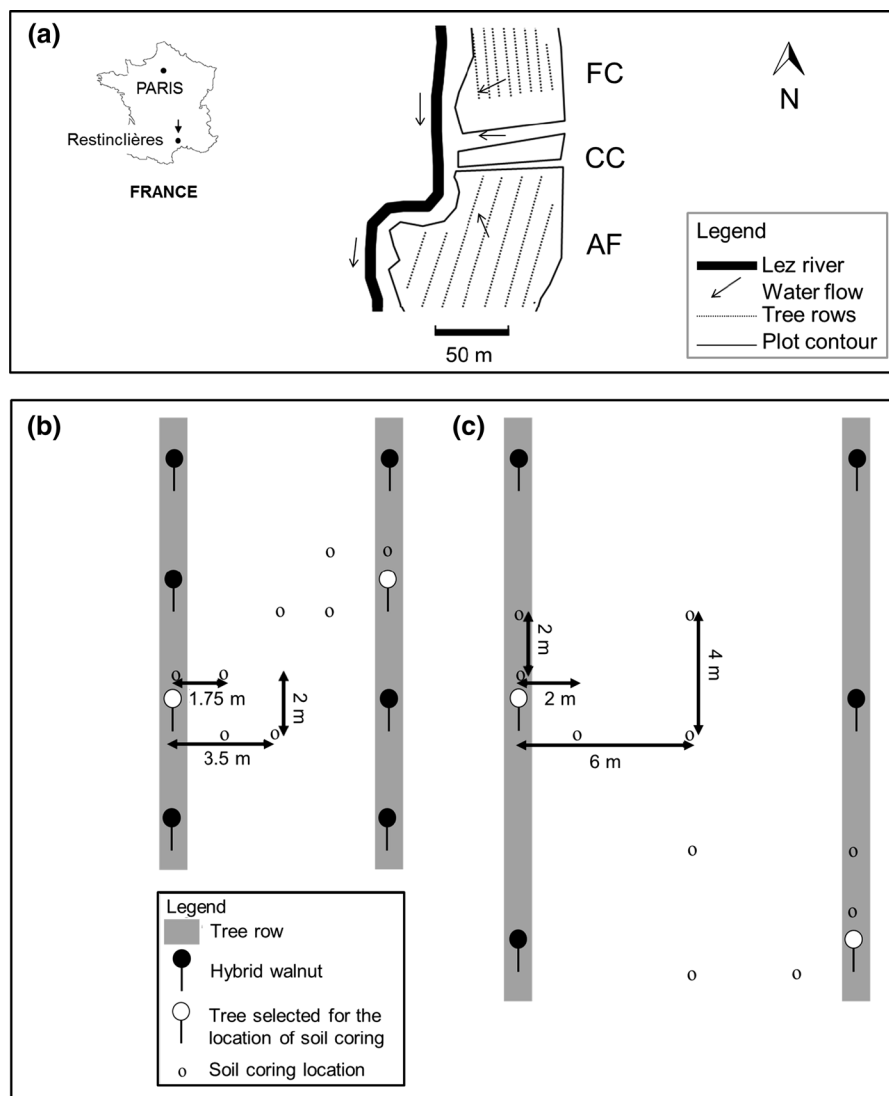 (a)
PARIS
Restinclières
FRANCE
FC
CC
AF
50 m
N
Legend
Lez river
Water flow
Tree rows
Plot contour
(b)
1.75 m
2 m
3.5 m
Legend
Tree row
Hybrid walnut
Tree selected for the
location of soil coring
Soil coring location
(c)
2 m
2 m
4 m
6 m